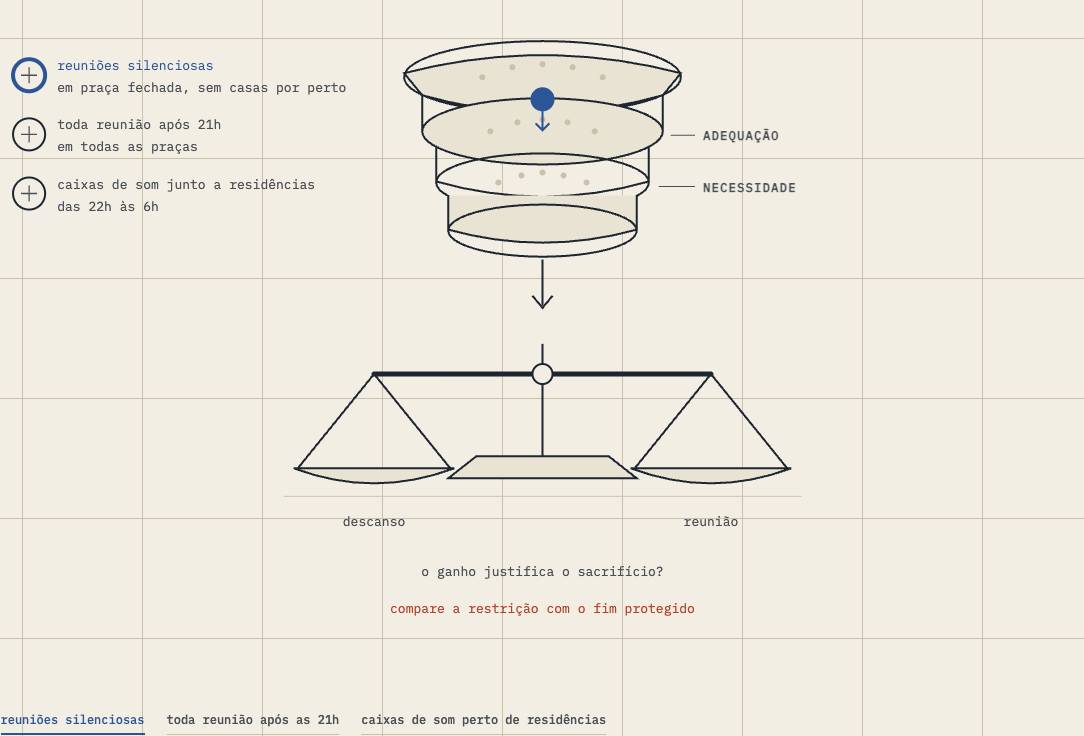 reuniões silenciosas
em praça fechada, sem casas por perto
toda reunião após 21h
em todas as praças
caixas de som junto a residências
das 22h às 6h
ADEQUAÇÃO
NECESSIDADE
descanso
reunião
o ganho justifica o sacrifício?
compare a restrição com o fim protegido
reuniões silenciosas
toda reunião após as 21h
caixas de som perto de residências